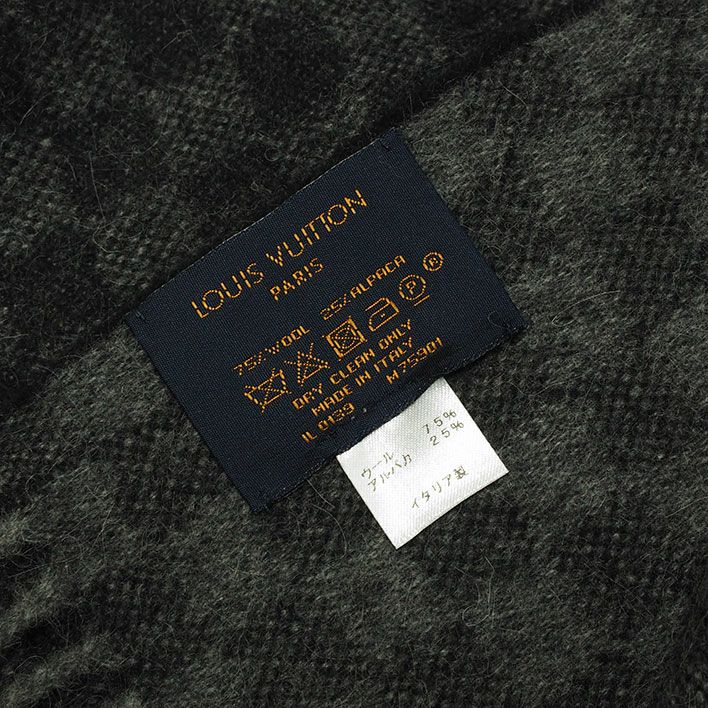 LOUIS VUITTON
PARIS
75%WOOL 25%ALPACA
P
DRY CLEAN ONLY
MADE IN ITALY
IL 0139 M75901
ウール 75%
アルパカ 25%
イタリア製